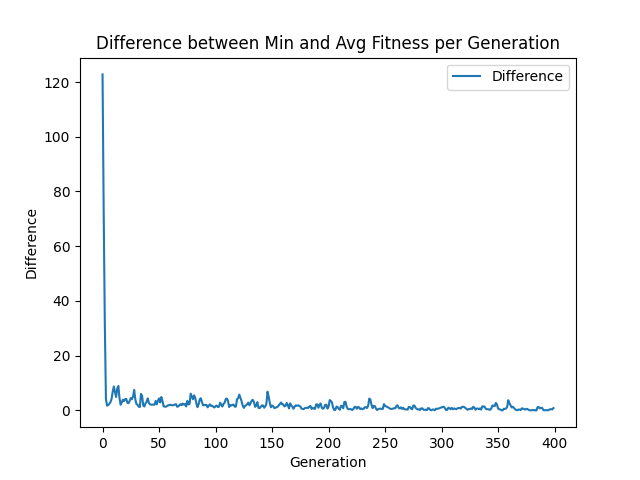 Difference between Min and Avg Fitness per Generation
Difference
120
100
80
60
40
20
0
Difference
0 50 100 150 200 250 300 350 400
Generation